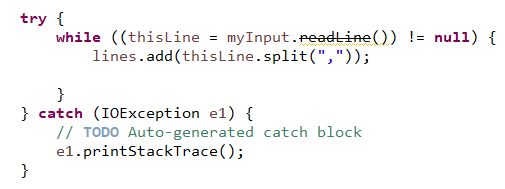 try {
    while ((thisLine = myInput.readLine()) != null) {
        lines.add(thisLine.split(","));
    }
} catch (IOException e1) {
    // TODO Auto-generated catch block
    e1.printStackTrace();
}